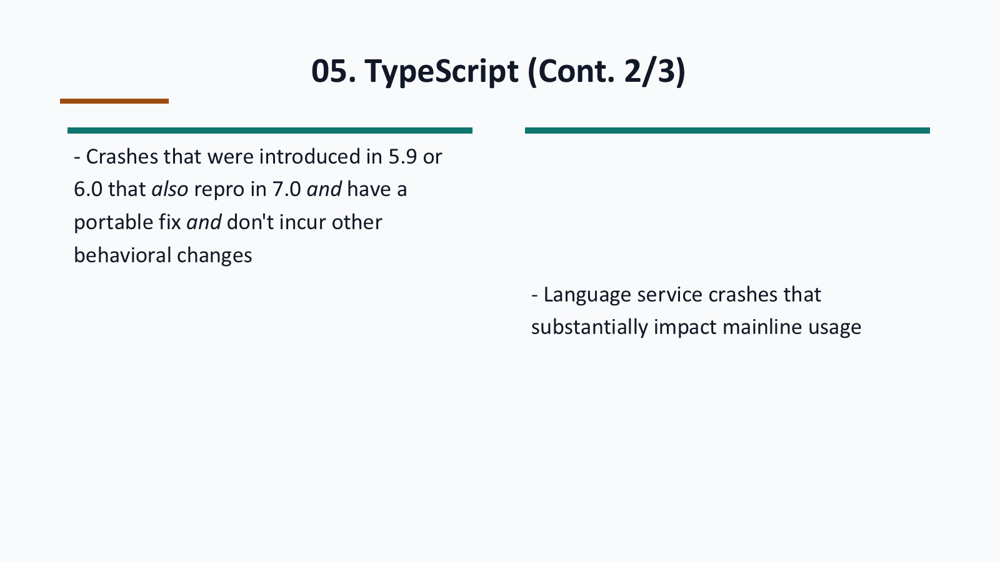 05. TypeScript (Cont. 2/3)
- Crashes that were introduced in 5.9 or
6.0 that also repro in 7.0 and have a
portable fix and don't incur other
behavioral changes
- Language service crashes that
substantially impact mainline usage